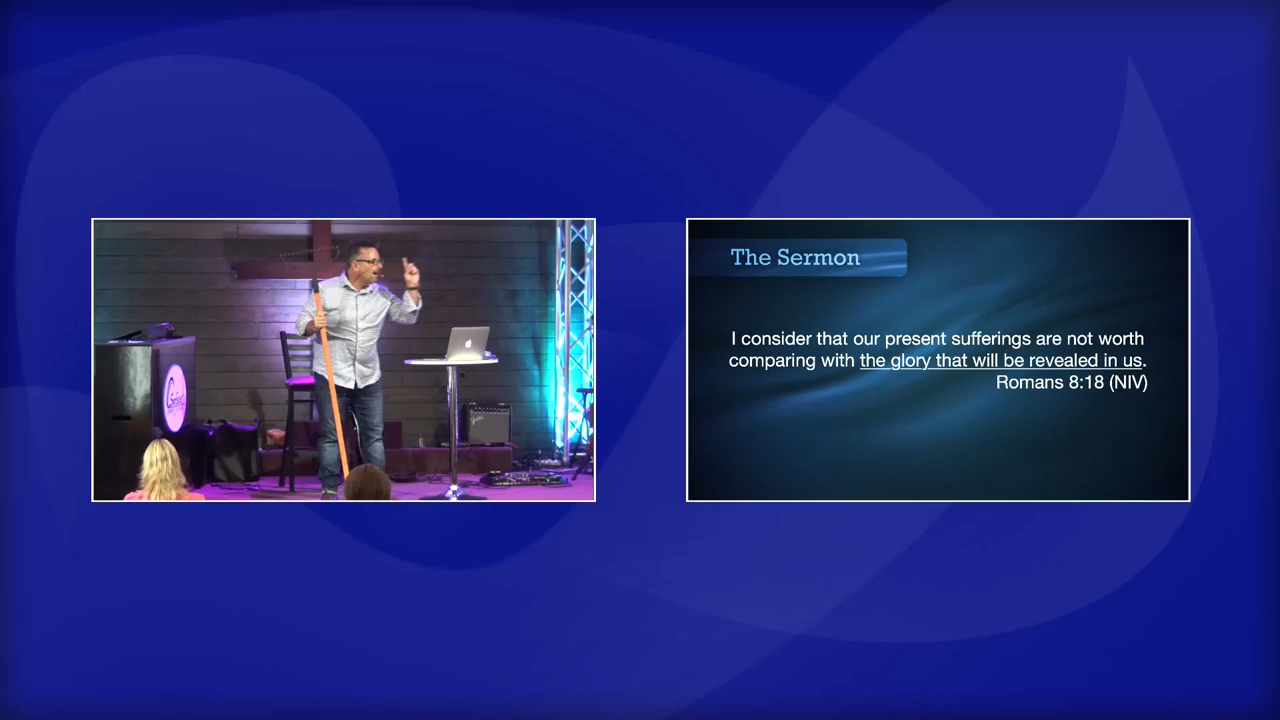 The Sermon
I consider that our present sufferings are not worth
comparing with the glory that will be revealed in us.
Romans 8:18 (NIV)
Fender